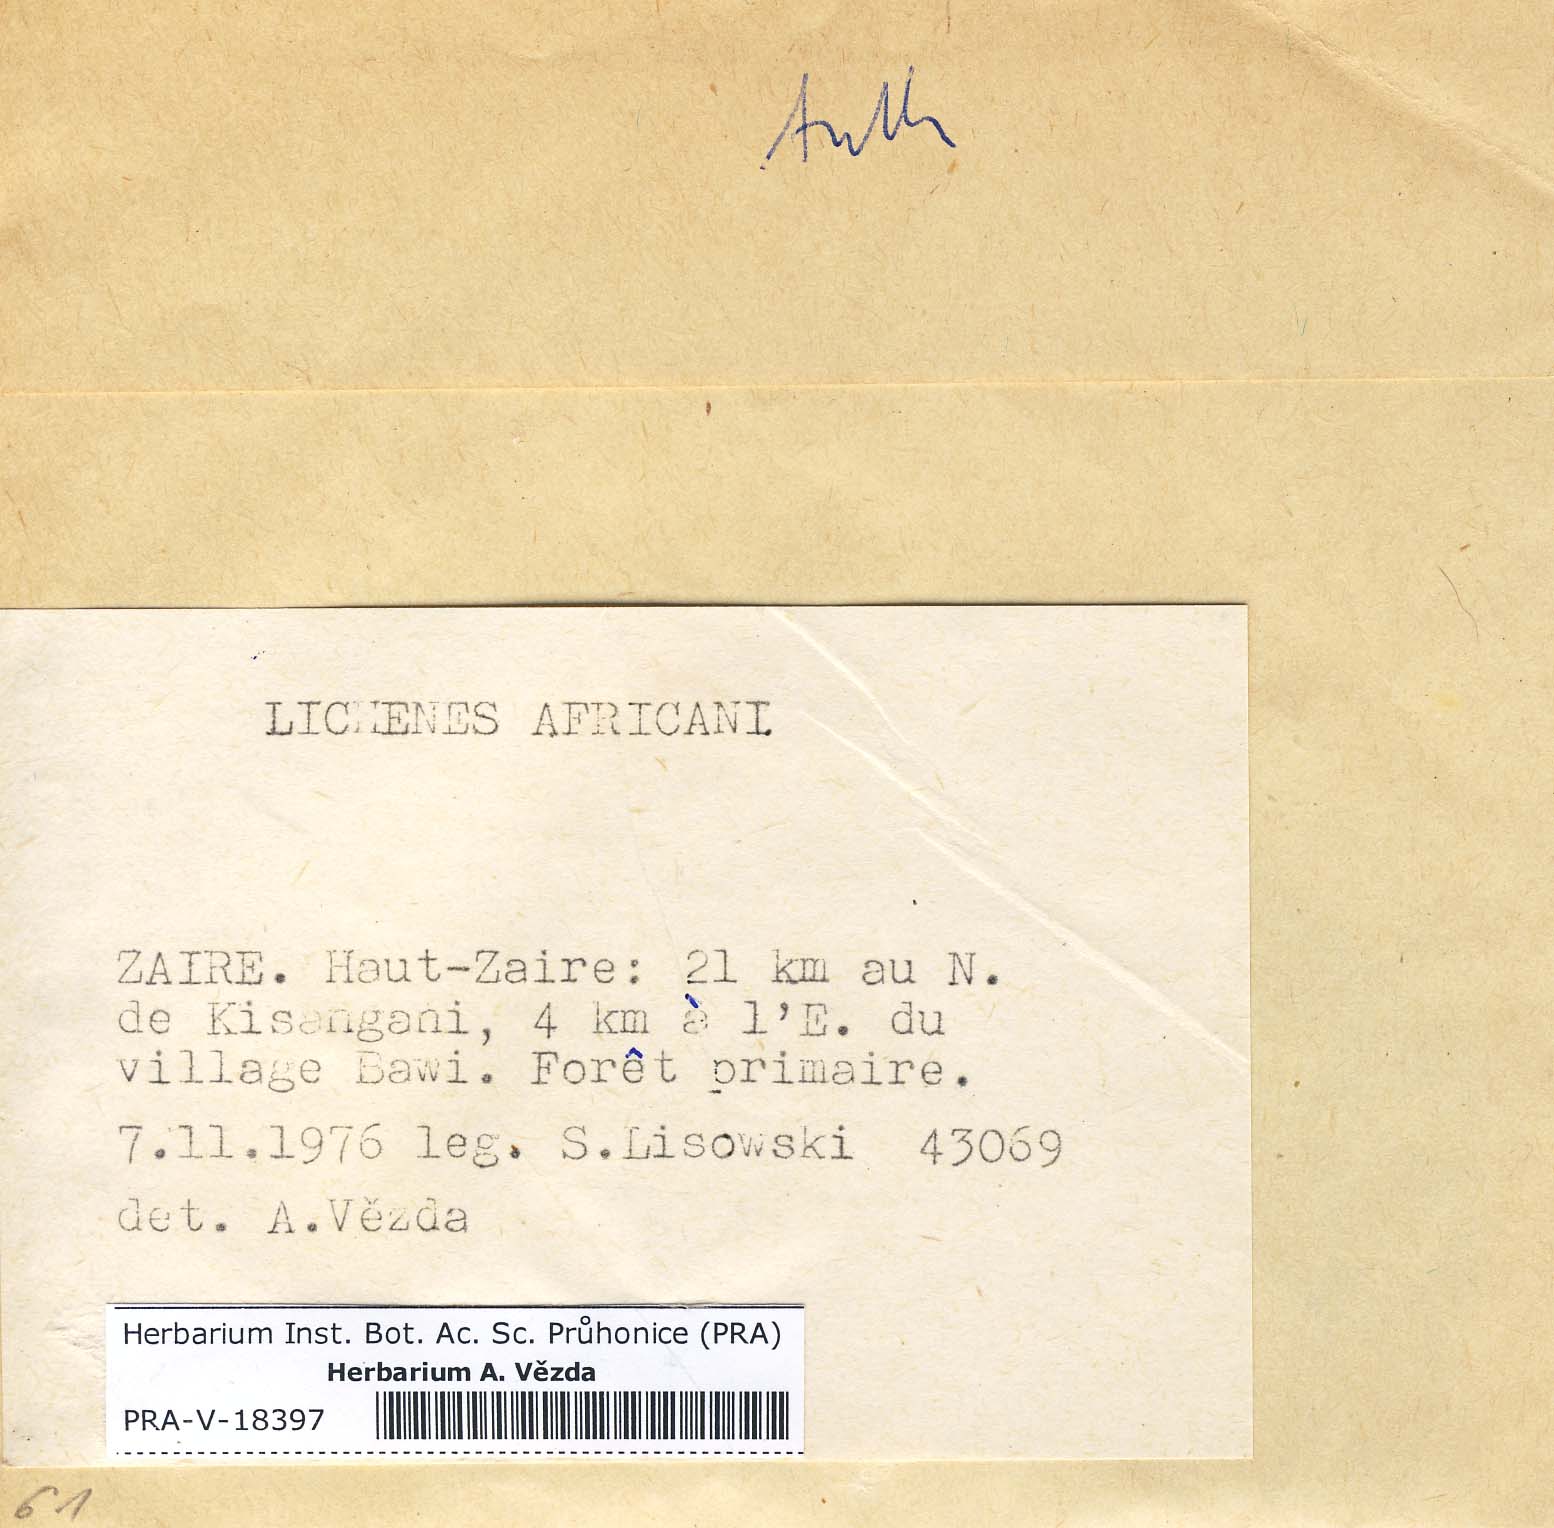 LICHENES AFRICANI.
ZAIRE. Haut-Zaire: 21 km au N.
de Kisangani, 4 km à l'E. du
village Bawi. Forêt primaire.
7.11.1976 leg. S.Lisowski 43069
det. A.Vězda
Herbarium Inst. Bot. Ac. Sc. Průhonice (PRA)
Herbarium A. Vězda
PRA-V-18397
61